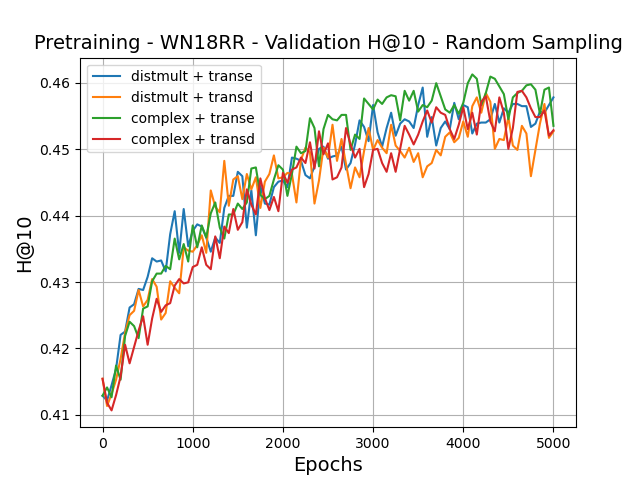 Pretraining - WN18RR - Validation H@10 - Random Sampling
distmult + transe
distmult + transd
complex + transe
complex + transd
0.46
0.45
0.44
0.43
0.42
0.41
H@10
0 1000 2000 3000 4000 5000
Epochs